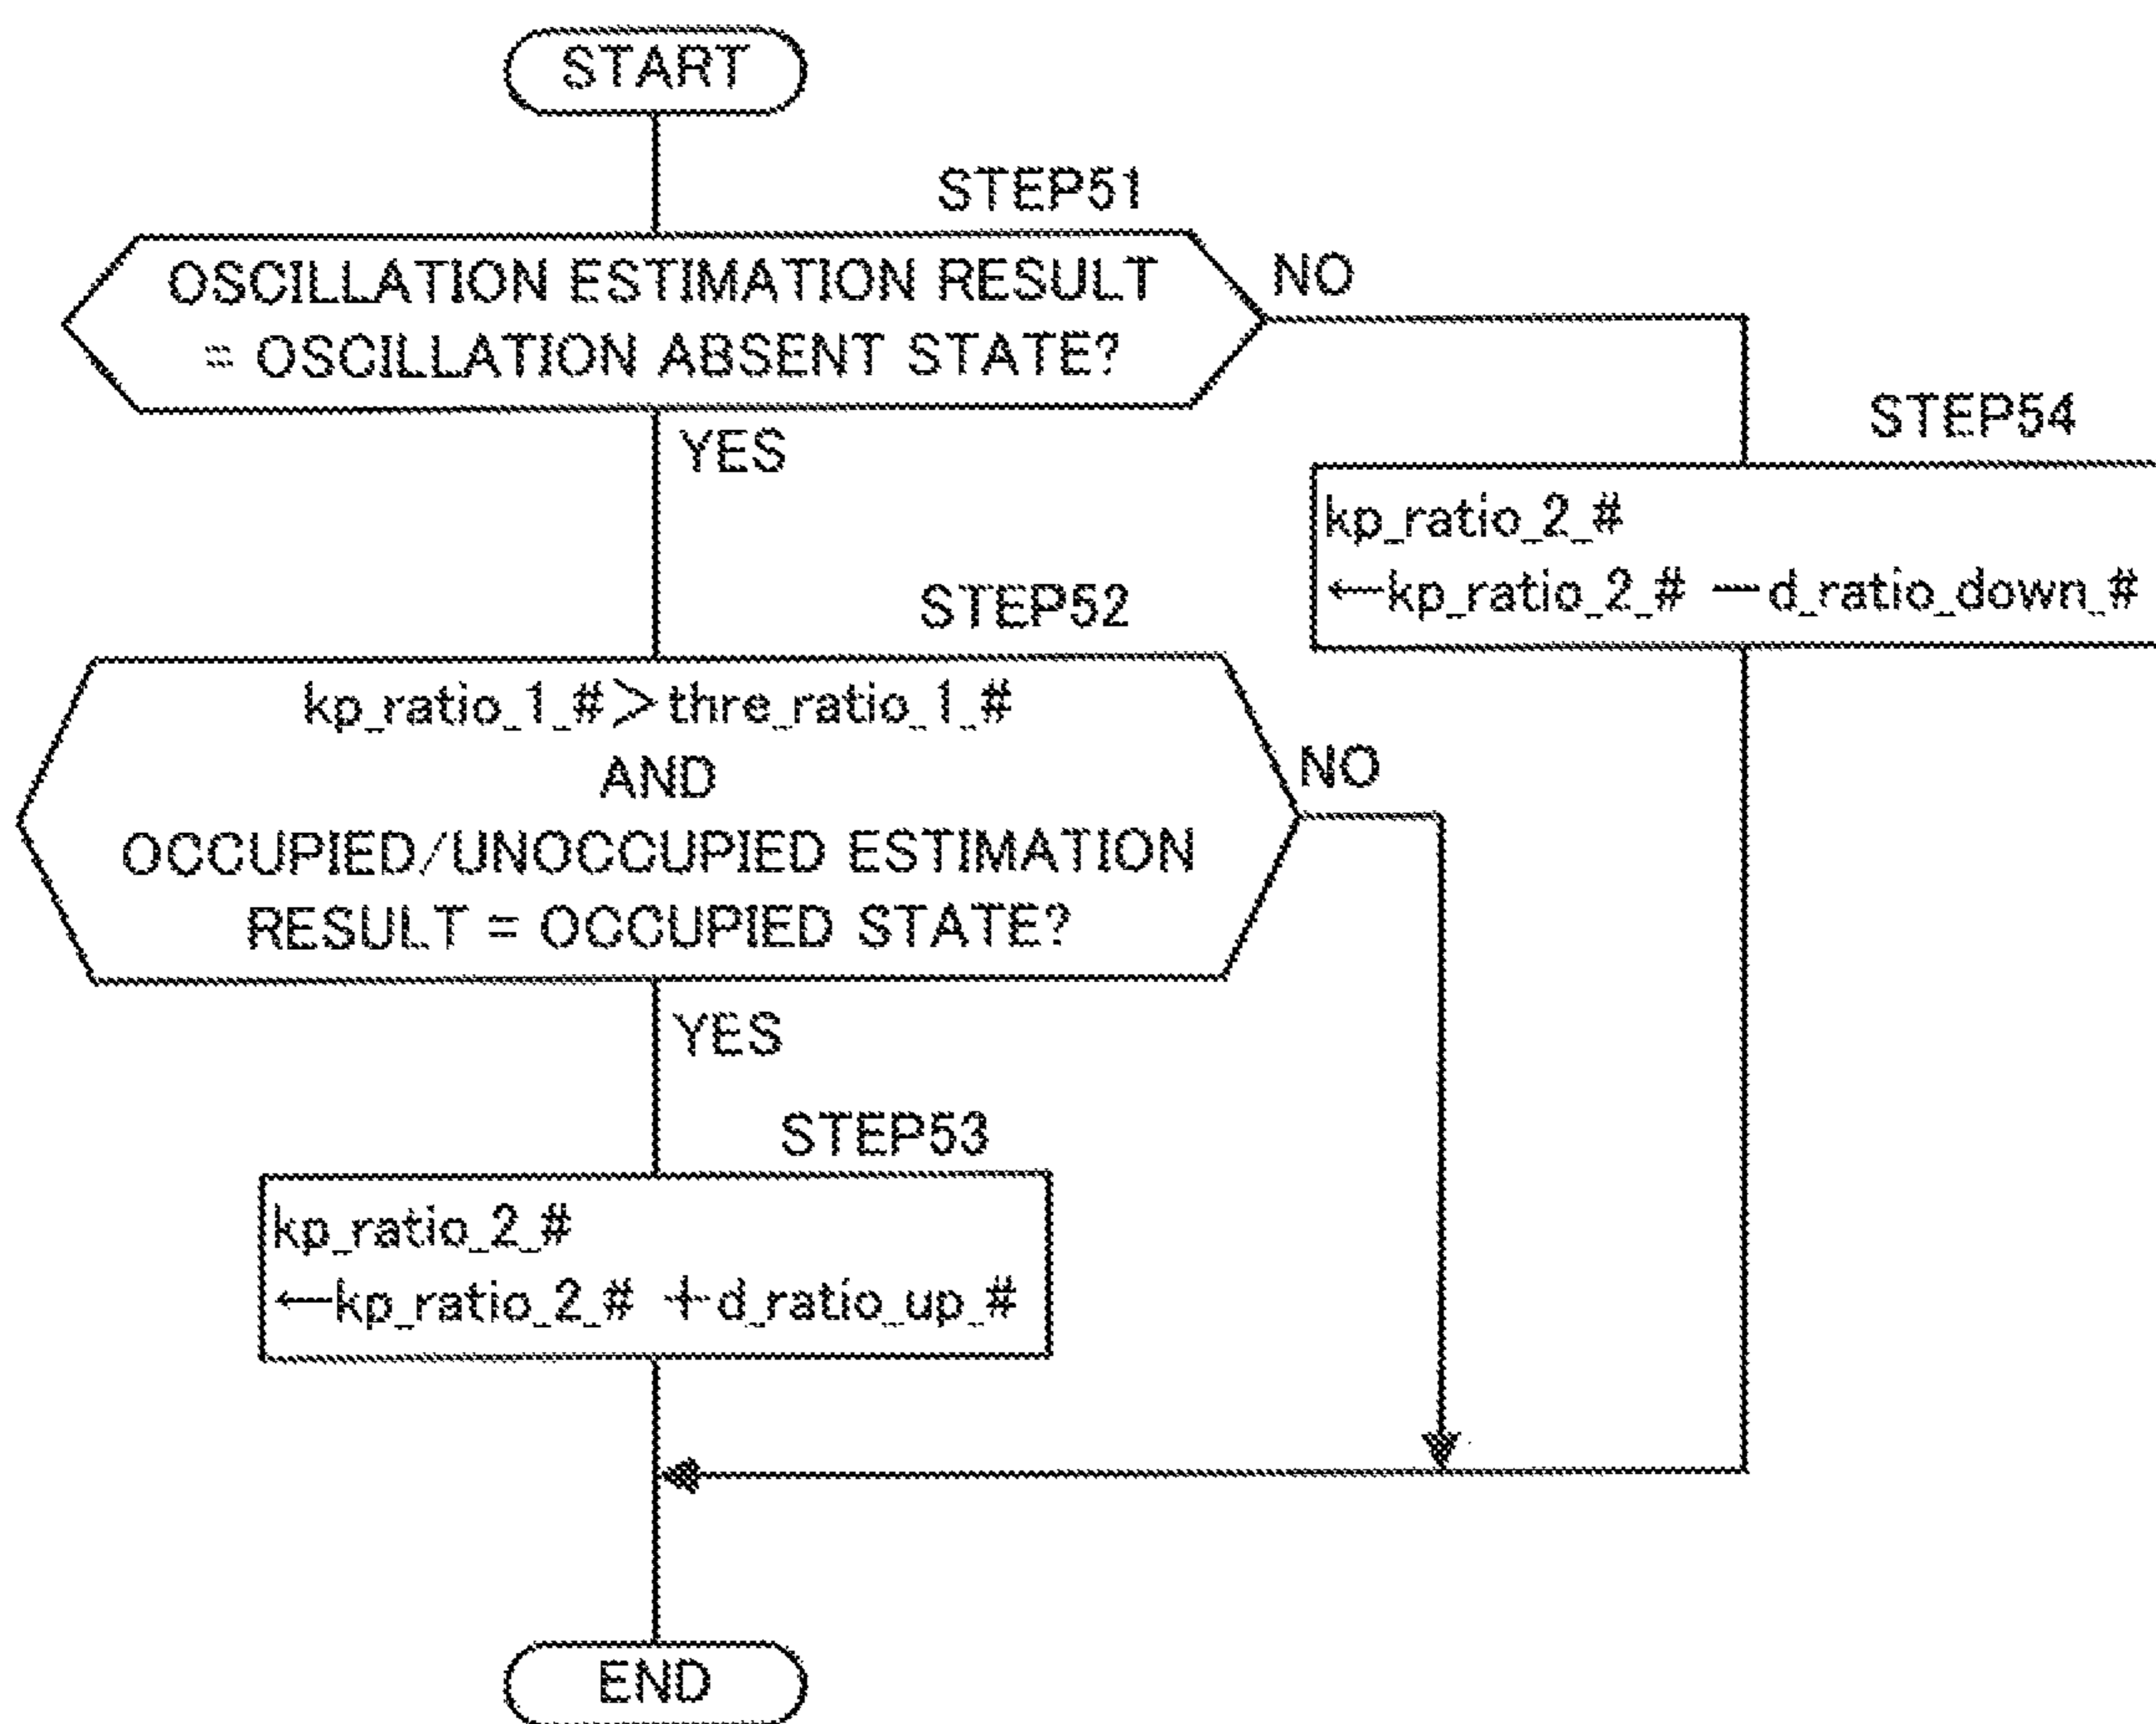 START
STEP51
OSCILLATION ESTIMATION RESULT
= OSCILLATION ABSENT STATE?
NO
YES
STEP54
kp_ratio_2_#
←kp_ratio_2_# −d_ratio_down_#
STEP52
kp_ratio_1_#>thre_ratio_1_#
AND
OCCUPIED/UNOCCUPIED ESTIMATION
RESULT = OCCUPIED STATE?
NO
YES
STEP53
kp_ratio_2_#
←kp_ratio_2_# +d_ratio_up_#
END